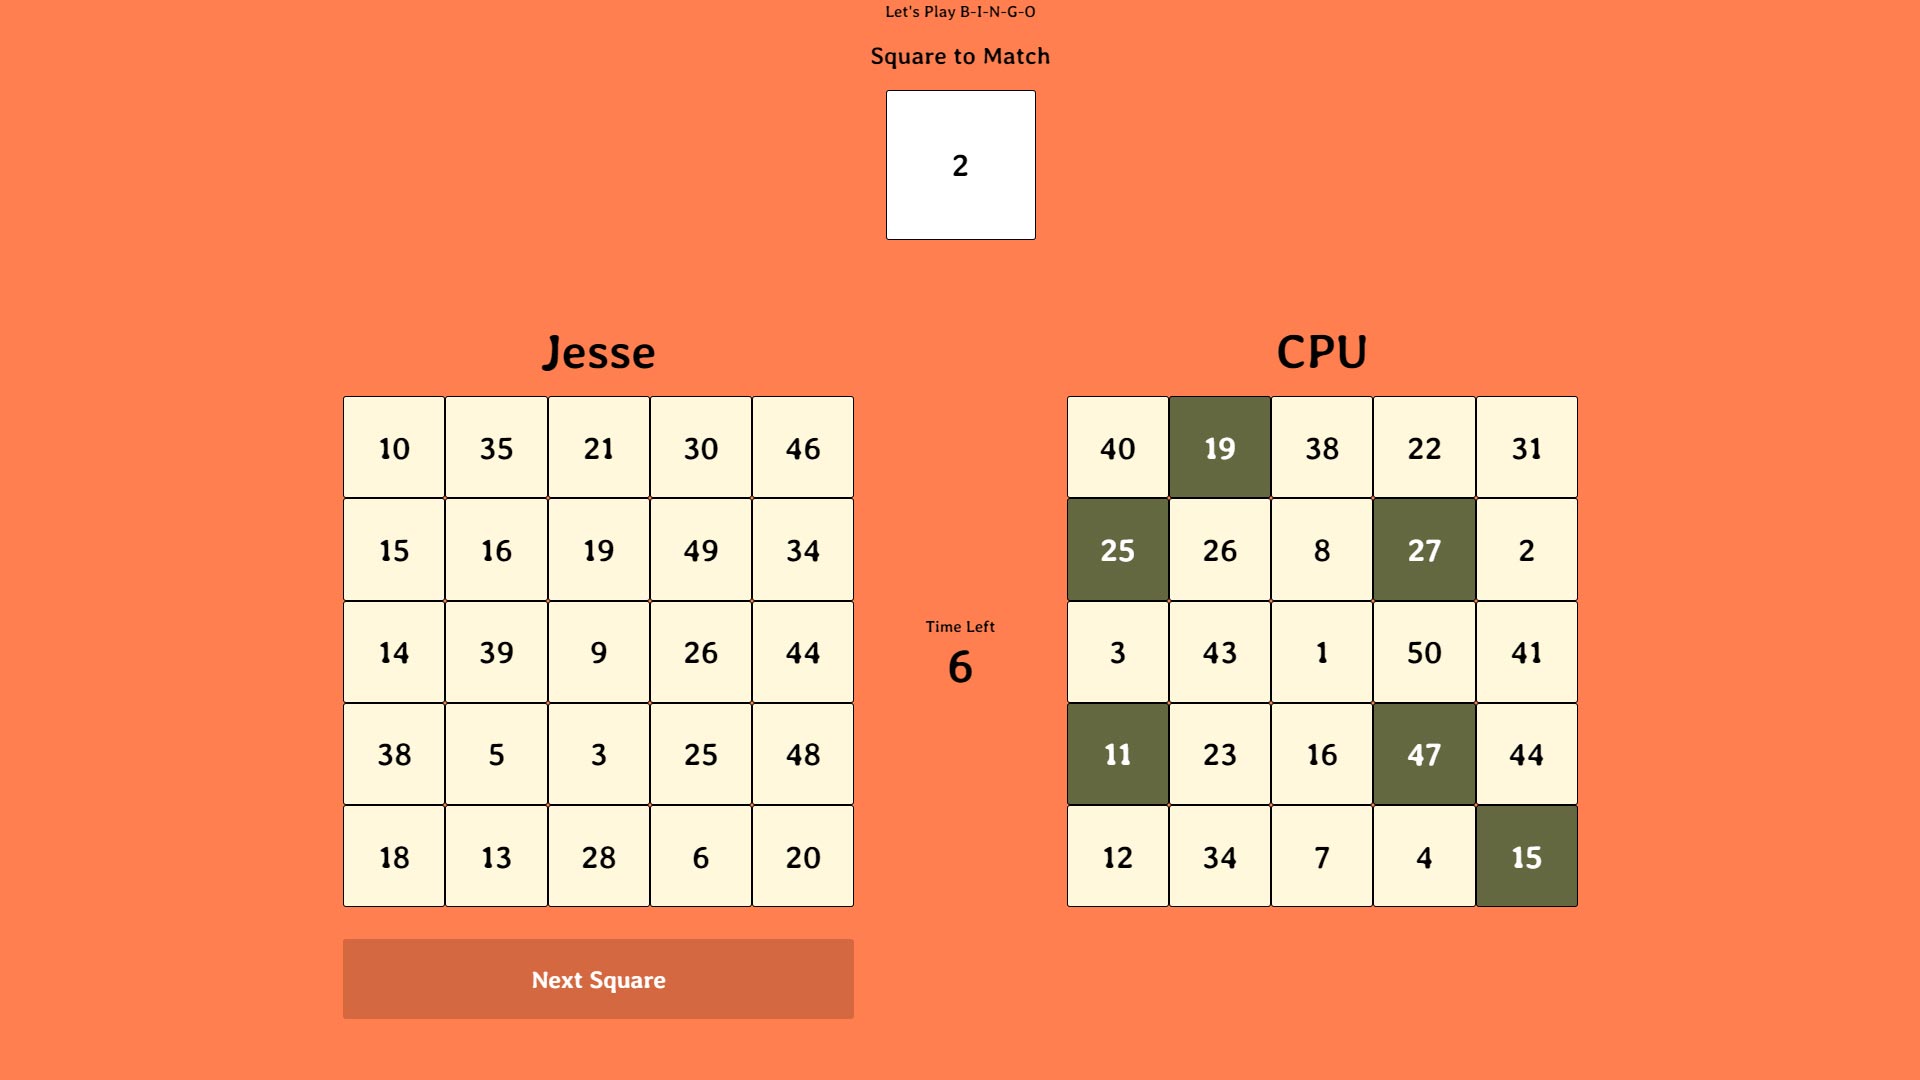 Let's Play B-I-N-G-O
Square to Match
2
Jesse
10 35 21 30 46
15 16 19 49 34
14 39 9 26 44
38 5 3 25 48
18 13 28 6 20
Next Square
Time Left
6
CPU
40 19 38 22 31
25 26 8 27 2
3 43 1 50 41
11 23 16 47 44
12 34 7 4 15